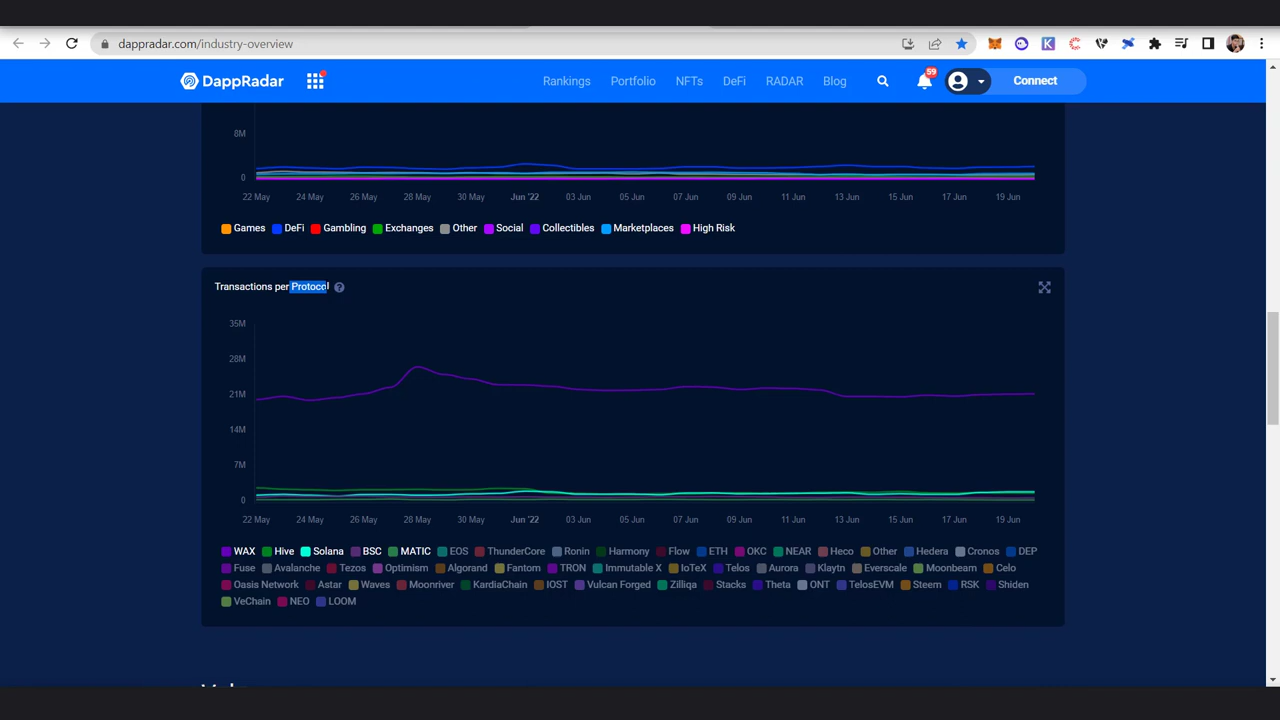 dappradar.com/industry-overview
DappRadar
Rankings Portfolio NFTs DeFi RADAR Blog
59
Connect
8M
0
22 May 24 May 26 May 28 May 30 May Jun '22 03 Jun 05 Jun 07 Jun 09 Jun 11 Jun 13 Jun 15 Jun 17 Jun 19 Jun
Games DeFi Gambling Exchanges Other Social Collectibles Marketplaces High Risk
Transactions per Protocol ?
35M
28M
21M
14M
7M
0
22 May 24 May 26 May 28 May 30 May Jun '22 03 Jun 05 Jun 07 Jun 09 Jun 11 Jun 13 Jun 15 Jun 17 Jun 19 Jun
WAX Hive Solana BSC MATIC EOS ThunderCore Ronin Harmony Flow ETH OKC NEAR Heco Other Hedera Cronos DEP
Fuse Avalanche Tezos Optimism Algorand Fantom TRON Immutable X IoTeX Telos Aurora Klaytn Everscale Moonbeam Celo
Oasis Network Astar Waves Moonriver KardiaChain IOST Vulcan Forged Zilliqa Stacks Theta ONT TelosEVM Steem RSK Shiden
VeChain NEO LOOM